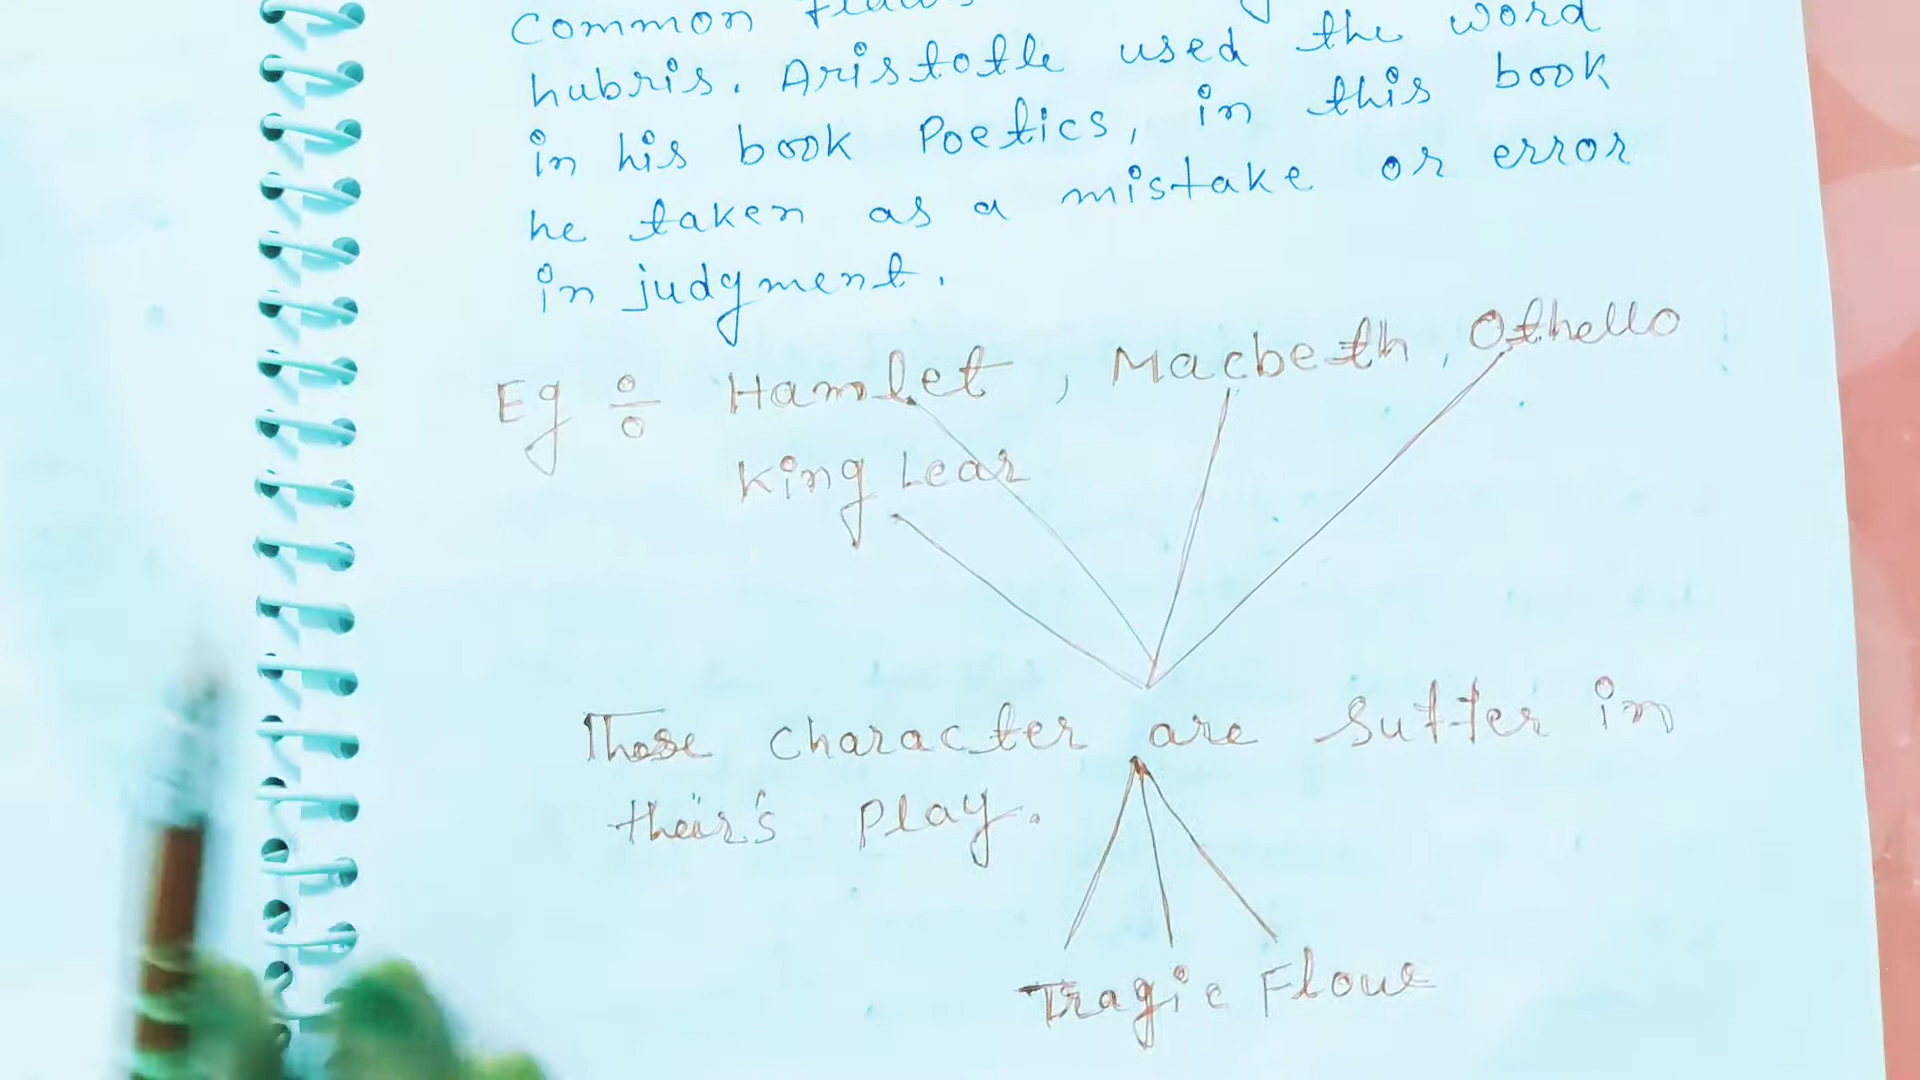 Common
hubris. Aristotle used the word
in his book Poetics, in this book
he taken as a mistake or error
in judgment.
Eg ÷ Hamlet, Macbeth, Othello
King Lear
These character are suffer in
their's Play.
Tragic Flowe